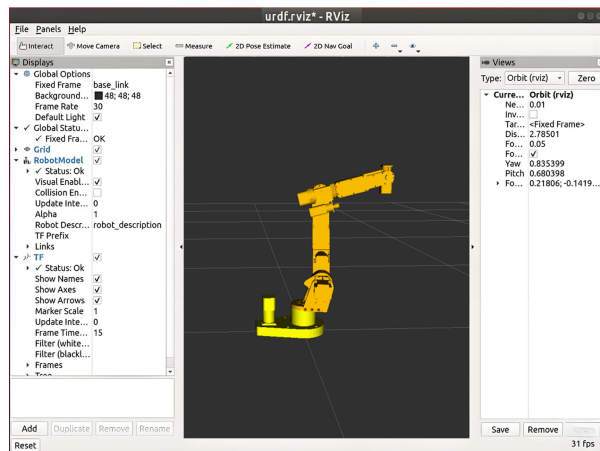 urdf.rviz* - RViz
File Panels Help
Interact Move Camera Select Measure 2D Pose Estimate 2D Nav Goal
Displays
Global Options
Fixed Frame base_link
Background... 48; 48; 48
Frame Rate 30
Default Light
Global Statu...
Fixed Fra... OK
Grid
RobotModel
Status: Ok
Visual Enabl...
Collision En...
Update Inte... 0
Alpha 1
Robot Descr... robot_description
TF Prefix
Links
TF
Status: Ok
Show Names
Show Axes
Show Arrows
Marker Scale 1
Update Inte... 0
Frame Time... 15
Filter (white...
Filter (blackl...
Frames
Tree
Add Duplicate Remove Rename
Reset
Views
Type: Orbit (rviz) Zero
Curre... Orbit (rviz)
Ne... 0.01
Inv...
Tar... <Fixed Frame>
Dis... 2.78501
Fo... 0.05
Fo...
Yaw 0.835399
Pitch 0.680398
Fo... 0.21806; -0.1419...
Save Remove
31 fps